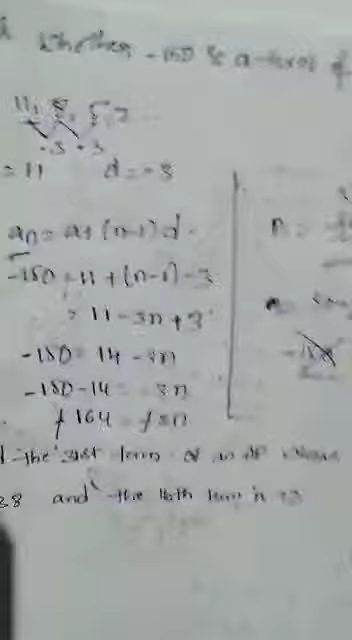 whether -150 is a term of
11, 8, 5, 2 ...
-3 -3
= 11 d = -3
an = a + (n-1) d.
-150 = 11 + (n-1) -3
= 11 - 3n + 3
-150 = 14 - 3n
-150 - 14 = -3n
+ 164 = + 3n
n =
the 31st term of an AP whose
38 and the 16th term is 73